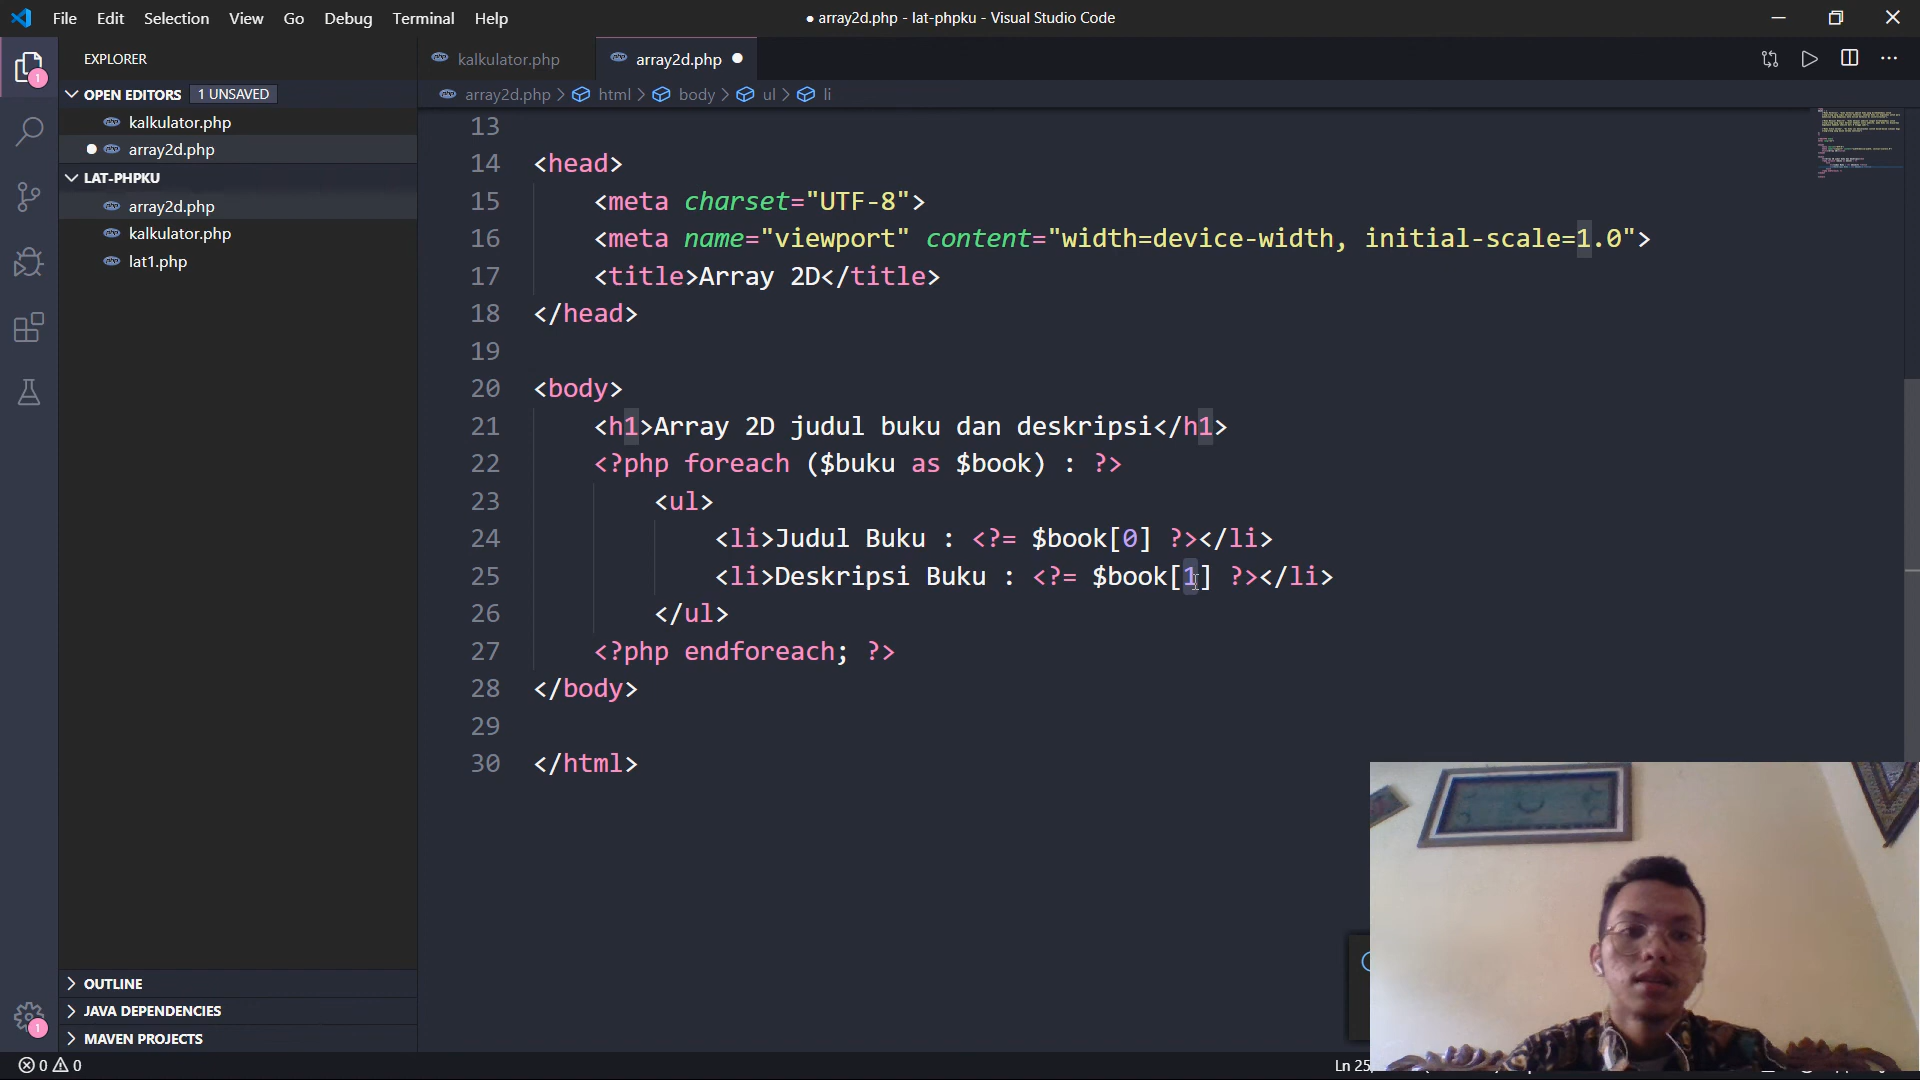 File Edit Selection View Go Debug Terminal Help
● array2d.php - lat-phpku - Visual Studio Code
EXPLORER
OPEN EDITORS 1 UNSAVED
kalkulator.php
array2d.php
LAT-PHPKU
array2d.php
kalkulator.php
lat1.php
OUTLINE
JAVA DEPENDENCIES
MAVEN PROJECTS
1
1
kalkulator.php array2d.php ●
array2d.php > html > body > ul > li
13
14 <head>
15 <meta charset="UTF-8">
16 <meta name="viewport" content="width=device-width, initial-scale=1.0">
17 <title>Array 2D</title>
18 </head>
19
20 <body>
21 <h1>Array 2D judul buku dan deskripsi</h1>
22 <?php foreach ($buku as $book) : ?>
23 <ul>
24 <li>Judul Buku : <?= $book[0] ?></li>
25 <li>Deskripsi Buku : <?= $book[1] ?></li>
26 </ul>
27 <?php endforeach; ?>
28 </body>
29
30 </html>
0 0
Ln 25